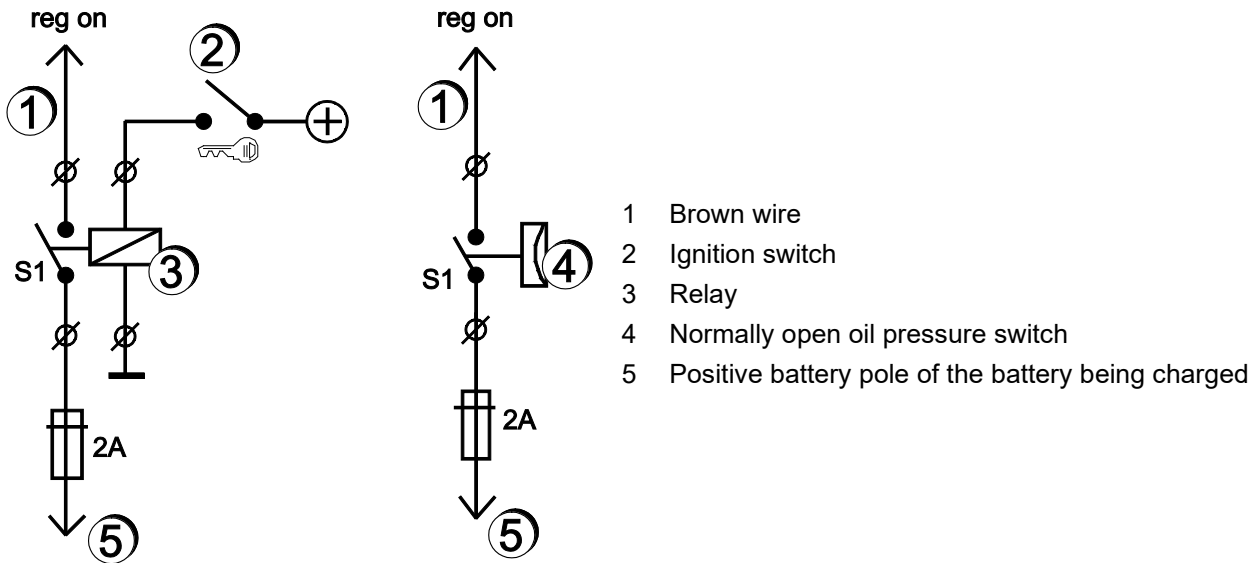 reg on
1
2
S1
3
2A
5
reg on
1
S1
4
2A
5
1 Brown wire
2 Ignition switch
3 Relay
4 Normally open oil pressure switch
5 Positive battery pole of the battery being charged